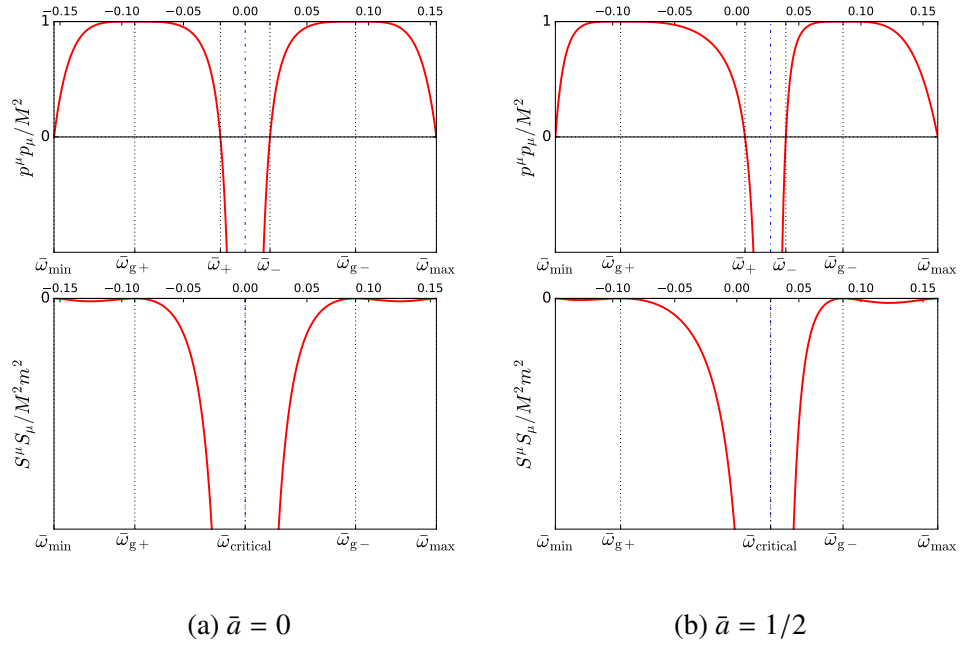 −0.15 −0.10 −0.05 0.00 0.05 0.10 0.15
1
0
p^μ p_μ/M^2
ω̄_min ω̄_g+ ω̄_+ ω̄_− ω̄_g− ω̄_max
−0.15 −0.10 −0.05 0.00 0.05 0.10 0.15
0
S^μ S_μ/M^2 m^2
ω̄_min ω̄_g+ ω̄_critical ω̄_g− ω̄_max
(a) ā = 0
−0.10 −0.05 0.00 0.05 0.10 0.15
1
0
p^μ p_μ/M^2
ω̄_min ω̄_g+ ω̄_+ ω̄_− ω̄_g− ω̄_max
−0.10 −0.05 0.00 0.05 0.10 0.15
0
S^μ S_μ/M^2 m^2
ω̄_min ω̄_g+ ω̄_critical ω̄_g− ω̄_max
(b) ā = 1/2